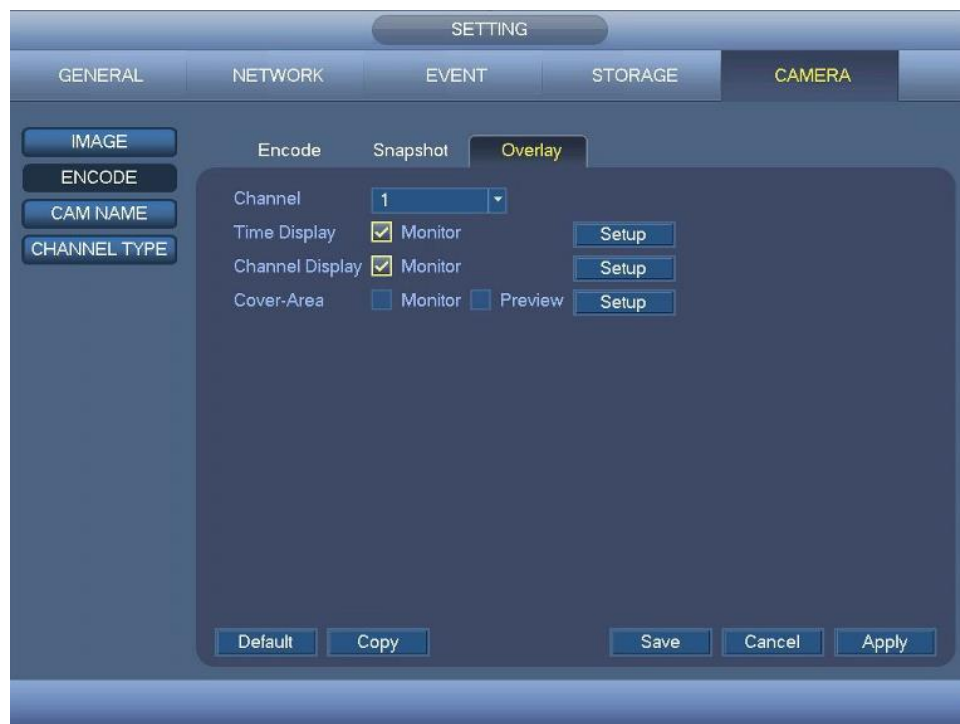 SETTING
GENERAL NETWORK EVENT STORAGE CAMERA
IMAGE
ENCODE
CAM NAME
CHANNEL TYPE
Encode Snapshot Overlay
Channel 1
Time Display Monitor Setup
Channel Display Monitor Setup
Cover-Area Monitor Preview Setup
Default Copy Save Cancel Apply